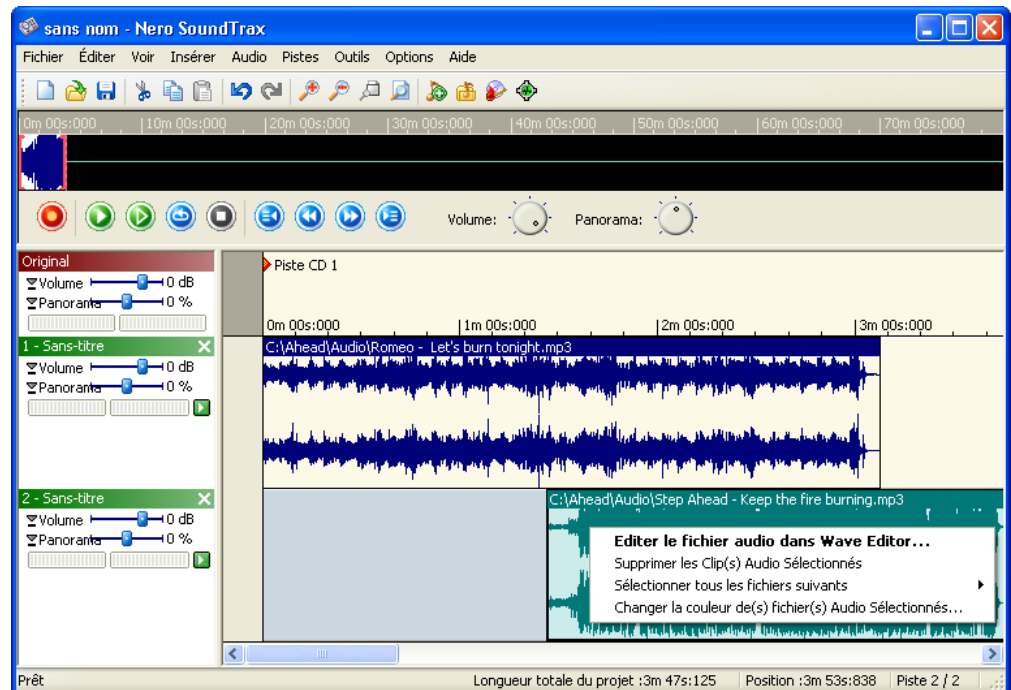 sans nom - Nero SoundTrax
Fichier Éditer Voir Insérer Audio Pistes Outils Options Aide
0m 00s:000 10m 00s:000 20m 00s:000 30m 00s:000 40m 00s:000 50m 00s:000 60m 00s:000 70m 00s:000
Volume: Panorama:
Original
Volume 0 dB
Panorama 0 %
Piste CD 1
0m 00s:000 1m 00s:000 2m 00s:000 3m 00s:000
1 - Sans-titre
Volume 0 dB
Panorama 0 %
C:\Ahead\Audio\Romeo - Let's burn tonight.mp3
2 - Sans-titre
Volume 0 dB
Panorama 0 %
C:\Ahead\Audio\Step Ahead - Keep the fire burning.mp3
Editer le fichier audio dans Wave Editor...
Supprimer les Clip(s) Audio Sélectionnés
Sélectionner tous les fichiers suivants
Changer la couleur de(s) fichier(s) Audio Sélectionnés...
Prêt Longueur totale du projet :3m 47s:125 Position :3m 53s:838 Piste 2 / 2